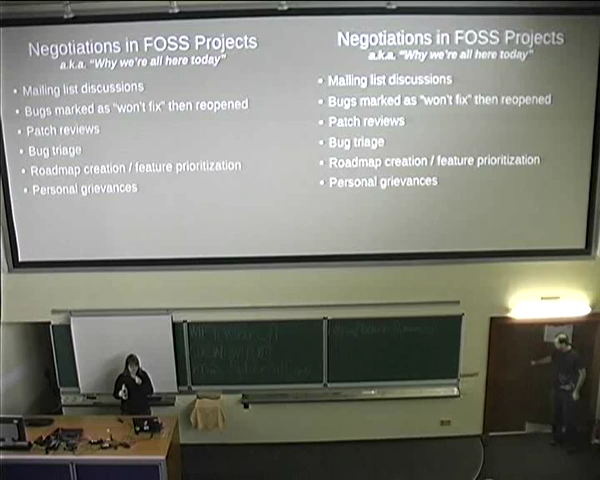 Negotiations in FOSS Projects
a.k.a. “Why we're all here today”
• Mailing list discussions
• Bugs marked as “won't fix” then reopened
• Patch reviews
• Bug triage
• Roadmap creation / feature prioritization
• Personal grievances
Negotiations in FOSS Projects
a.k.a. “Why we're all here today”
• Mailing list discussions
• Bugs marked as “won't fix” then reopened
• Patch reviews
• Bug triage
• Roadmap creation / feature prioritization
• Personal grievances